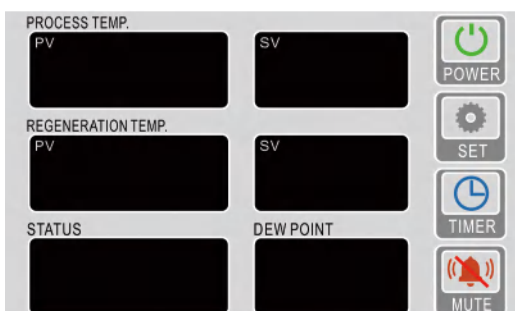 PROCESS TEMP.
PV
SV
POWER
REGENERATION TEMP.
PV
SV
SET
STATUS
DEW POINT
TIMER
MUTE